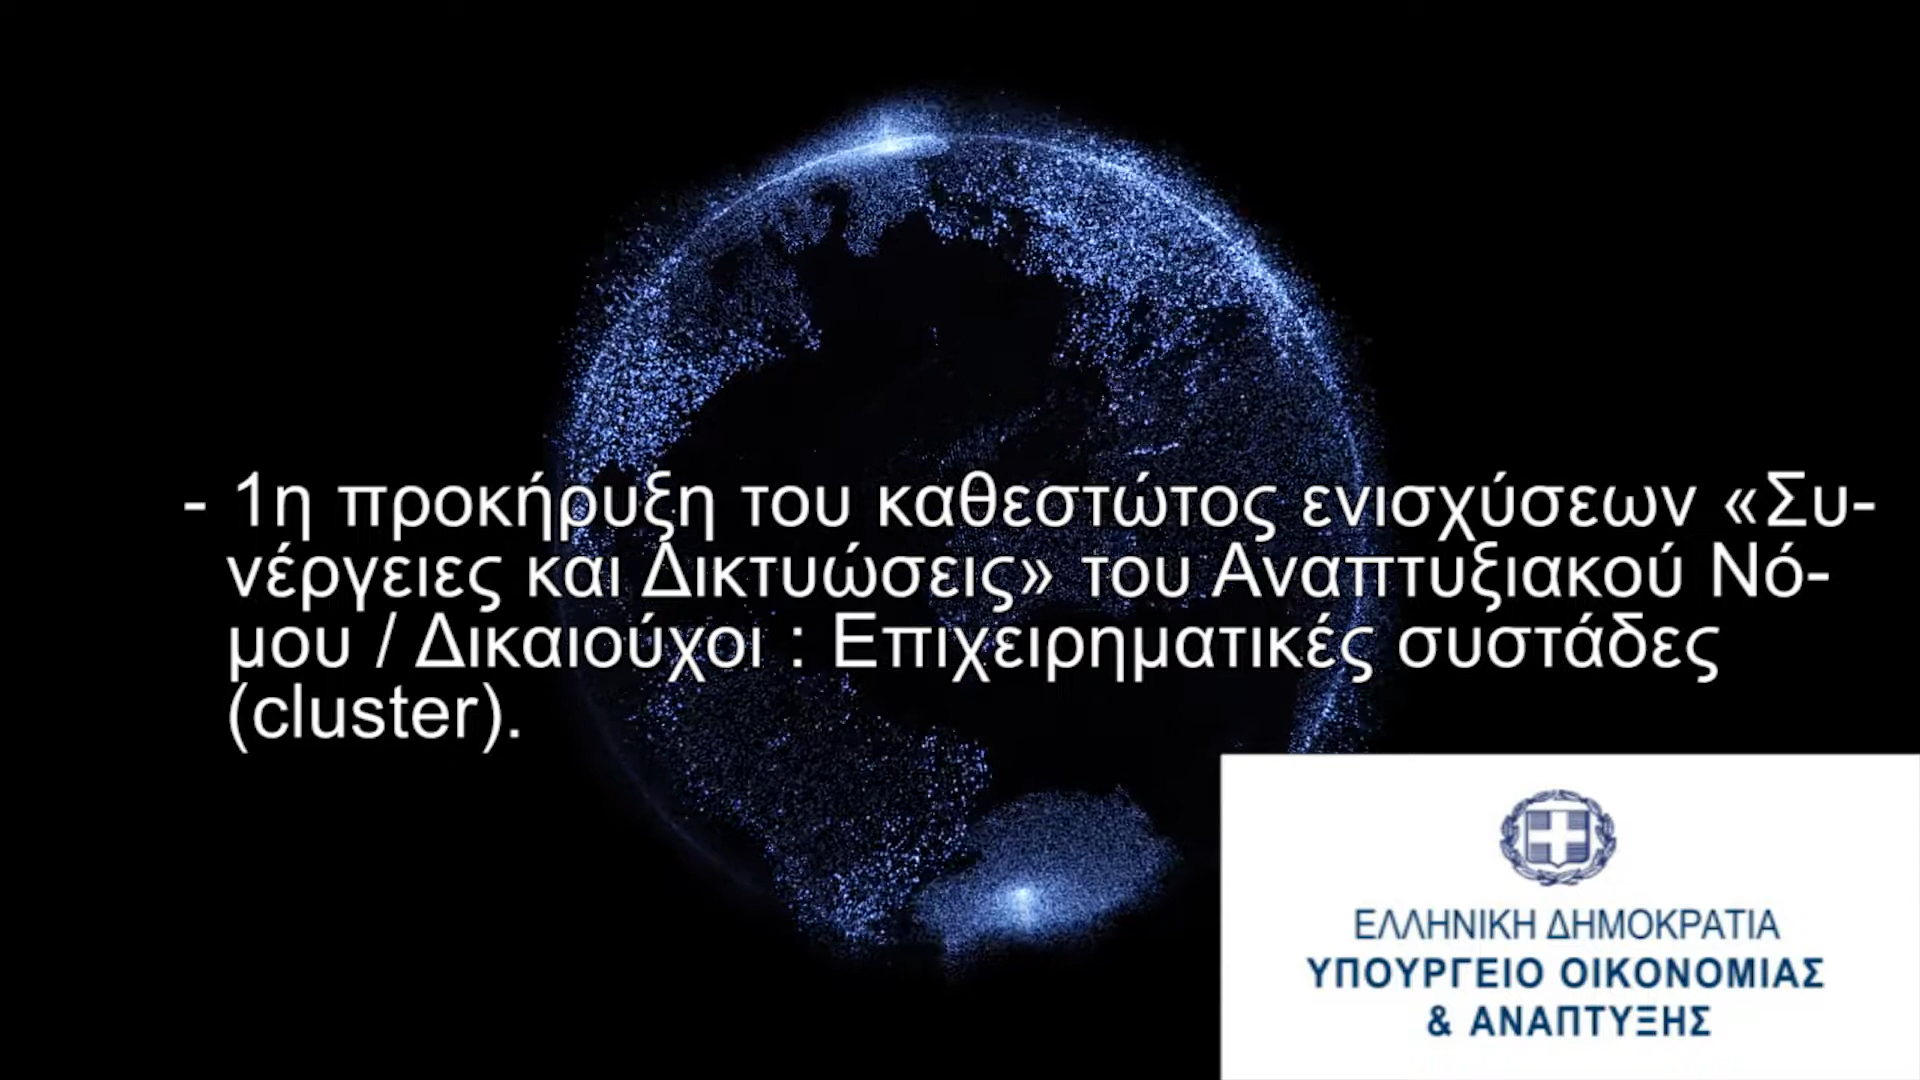 - 1η προκήρυξη του καθεστώτος ενισχύσεων «Συ-
νέργειες και Δικτυώσεις» του Αναπτυξιακού Νό-
μου / Δικαιούχοι : Επιχειρηματικές συστάδες
(cluster).
ΕΛΛΗΝΙΚΗ ΔΗΜΟΚΡΑΤΙΑ
ΥΠΟΥΡΓΕΙΟ ΟΙΚΟΝΟΜΙΑΣ
& ΑΝΑΠΤΥΞΗΣ